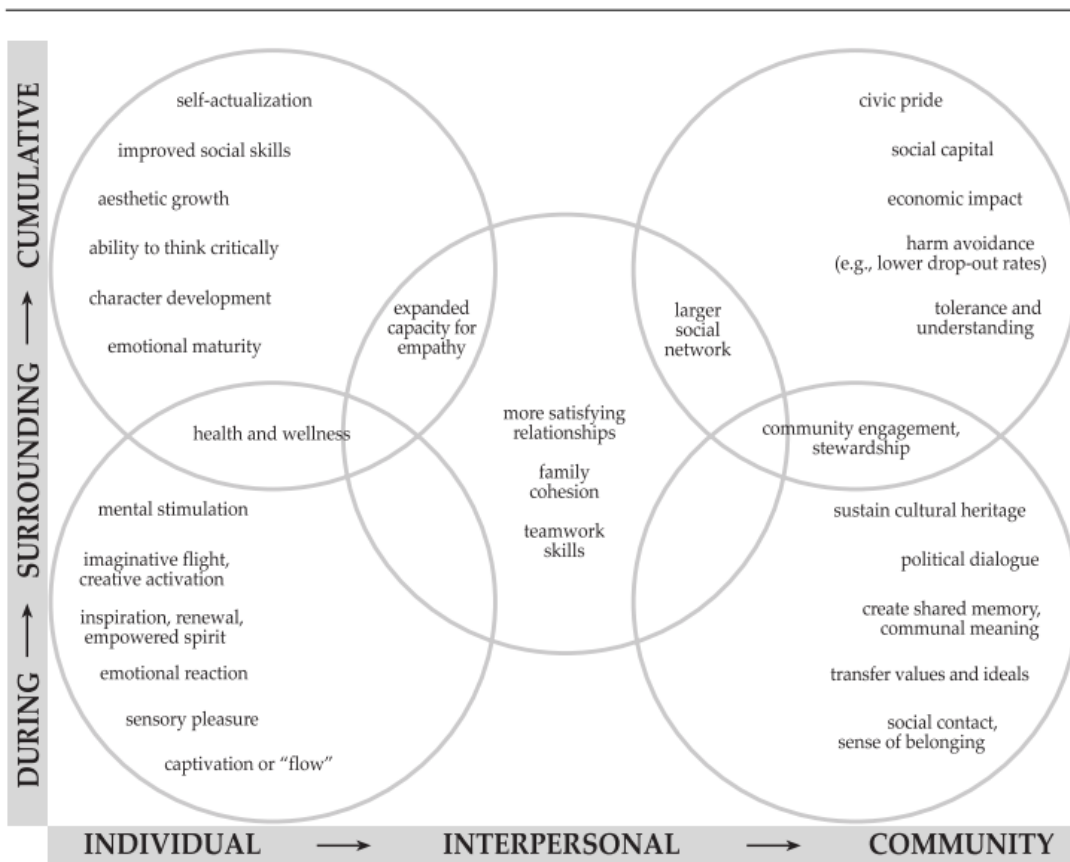 CUMULATIVE
SURROUNDING
DURING
self-actualization
improved social skills
aesthetic growth
ability to think critically
character development
emotional maturity
expanded
capacity for
empathy
health and wellness
mental stimulation
imaginative flight,
creative activation
inspiration, renewal,
empowered spirit
emotional reaction
sensory pleasure
captivation or “flow”
more satisfying
relationships
family
cohesion
teamwork
skills
civic pride
social capital
economic impact
harm avoidance
(e.g., lower drop-out rates)
tolerance and
understanding
larger
social
network
community engagement,
stewardship
sustain cultural heritage
political dialogue
create shared memory,
communal meaning
transfer values and ideals
social contact,
sense of belonging
INDIVIDUAL → INTERPERSONAL → COMMUNITY